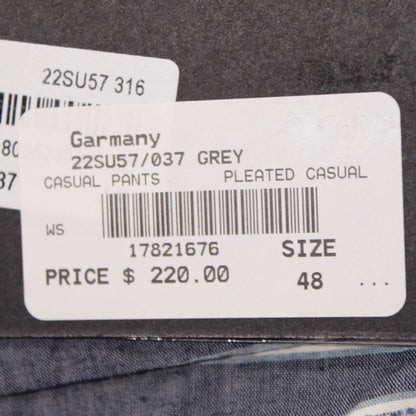 22SU57 316
Garmany
22SU57/037 GREY
CASUAL PANTS PLEATED CASUAL
WS
17821676 SIZE
PRICE $ 220.00 48 ...